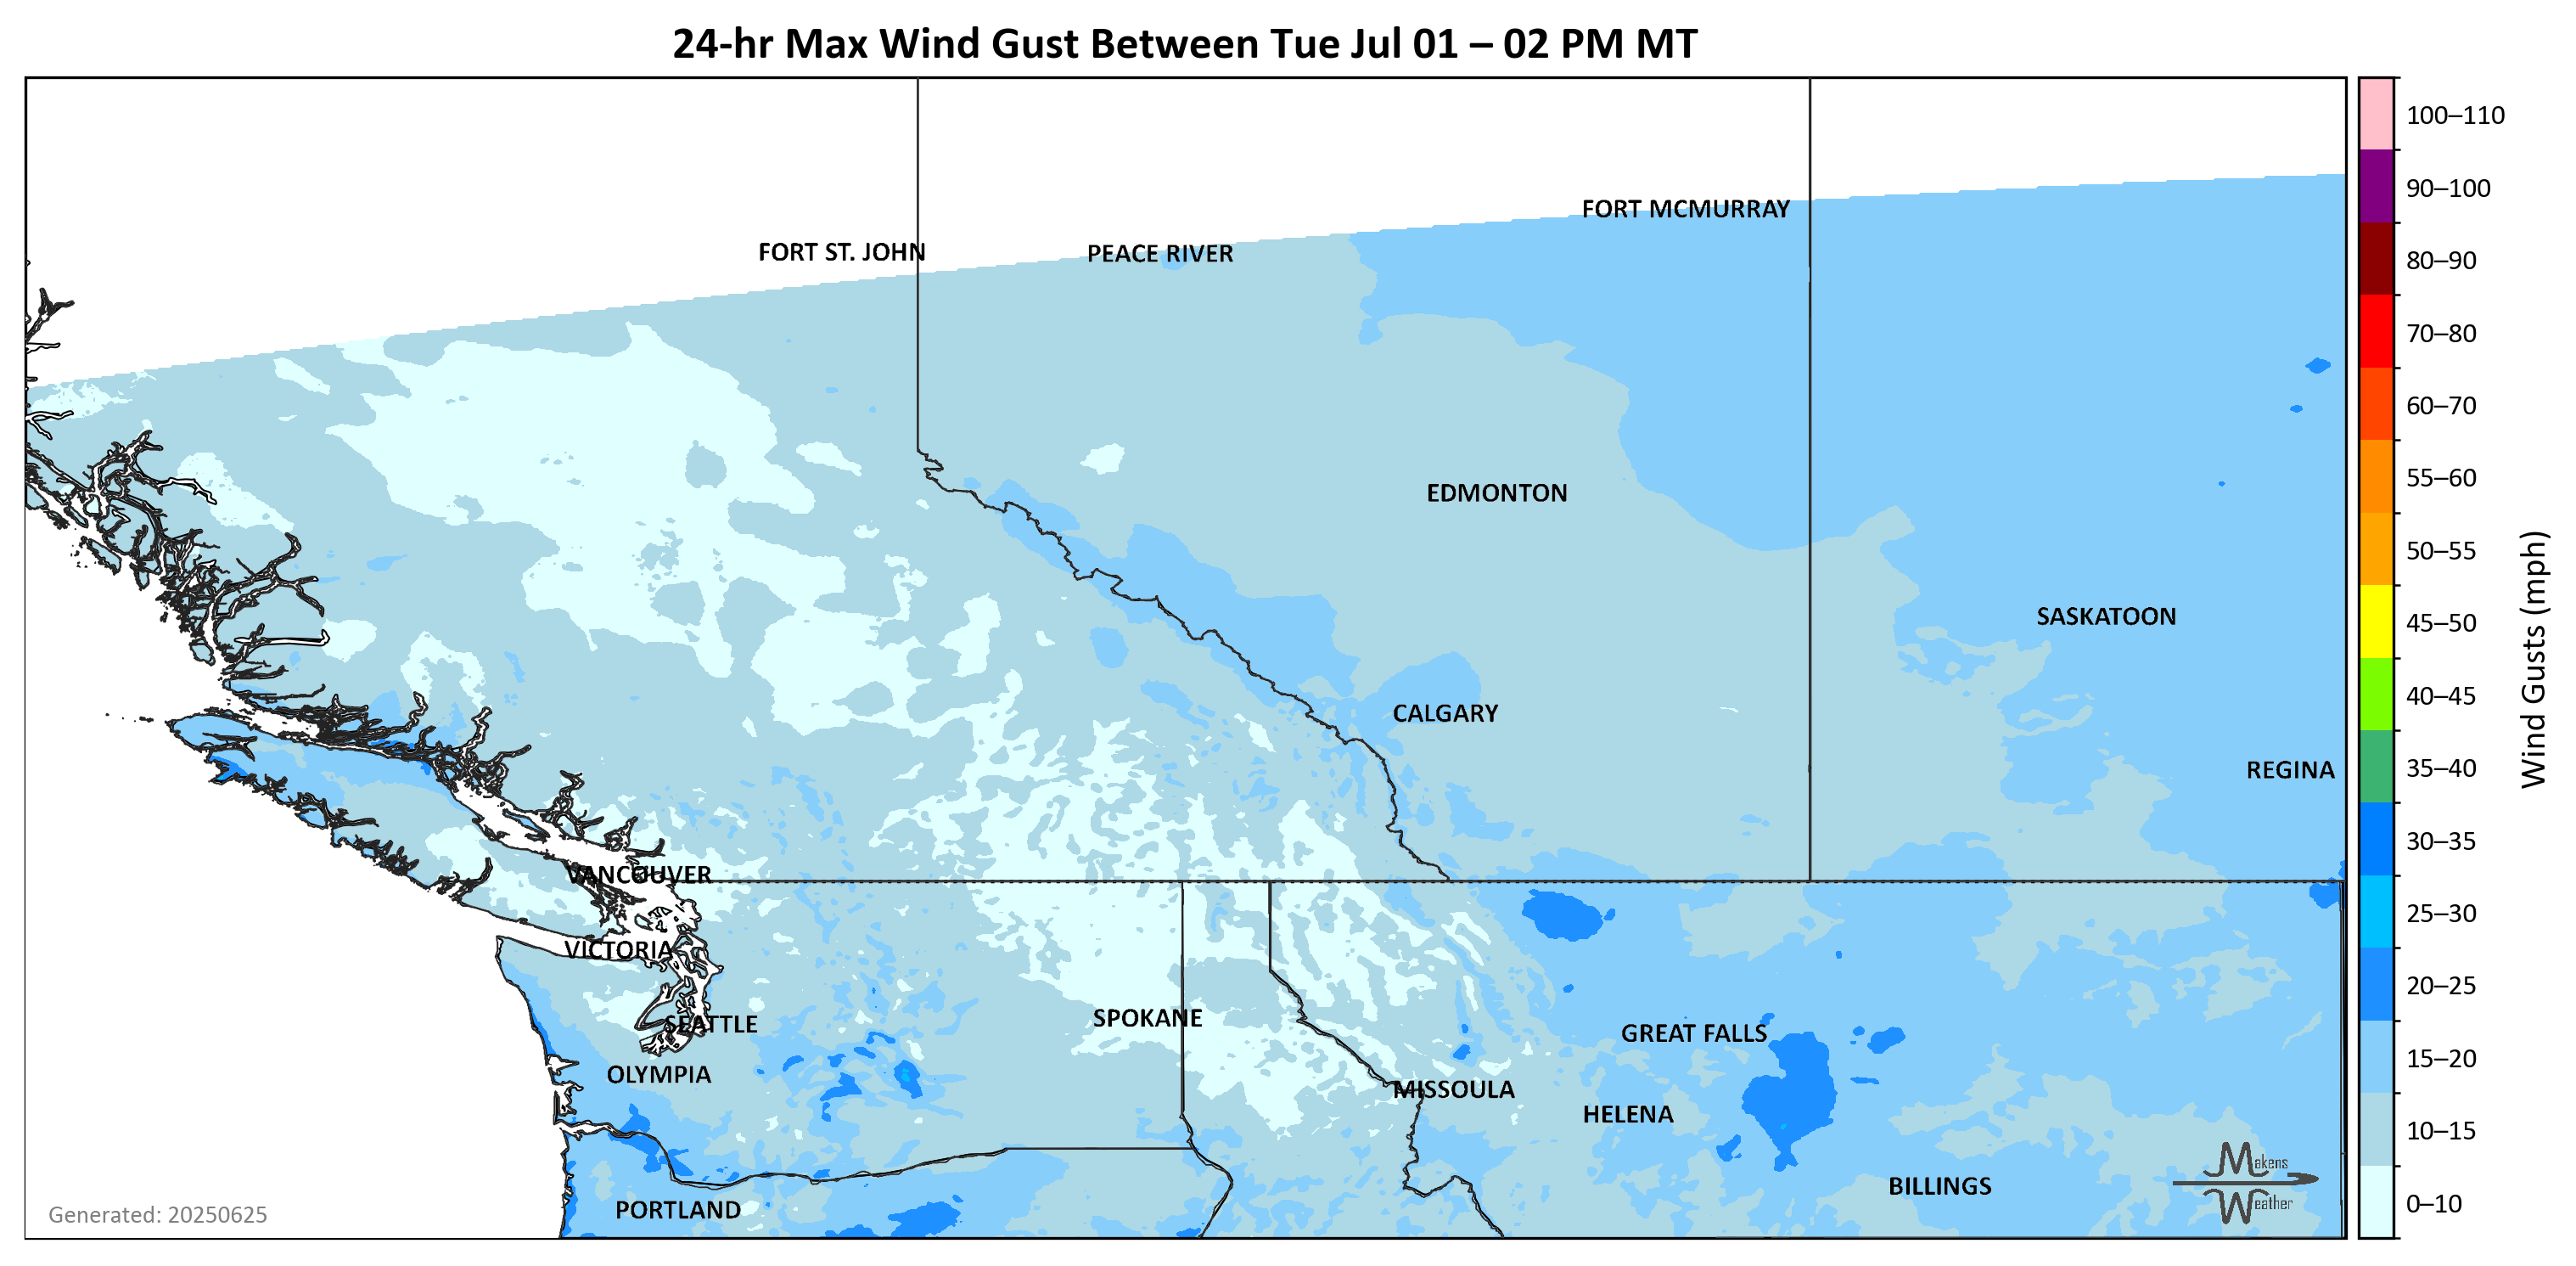 24-hr Max Wind Gust Between Tue Jul 01 – 02 PM MT
100–110
90–100
80–90
70–80
60–70
55–60
50–55
45–50
40–45
35–40
30–35
25–30
20–25
15–20
10–15
0–10
Wind Gusts (mph)
FORT MCMURRAY
FORT ST. JOHN
PEACE RIVER
EDMONTON
SASKATOON
CALGARY
REGINA
VANCOUVER
VICTORIA
SPOKANE
SEATTLE
GREAT FALLS
OLYMPIA
MISSOULA
HELENA
BILLINGS
PORTLAND
Makens
Weather
Generated: 20250625